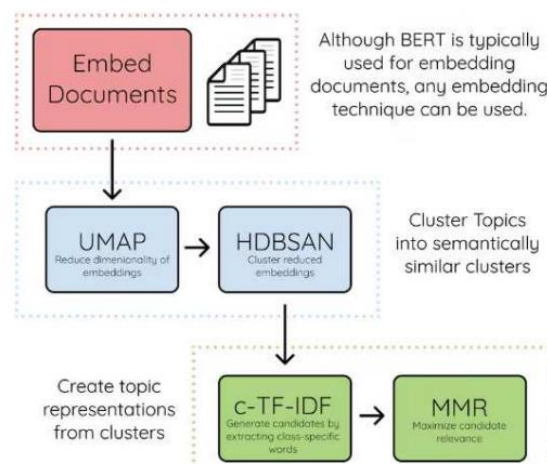 Embed
Documents
Although BERT is typically
used for embedding
documents, any embedding
technique can be used.
UMAP
Reduce dimenionality of
embeddings
HDBSAN
Cluster reduced
embeddings
Cluster Topics
into semantically
similar clusters
Create topic
representations
from clusters
c-TF-IDF
Generate candidates by
extracting class-specific
words
MMR
Maximize candidate
relevance